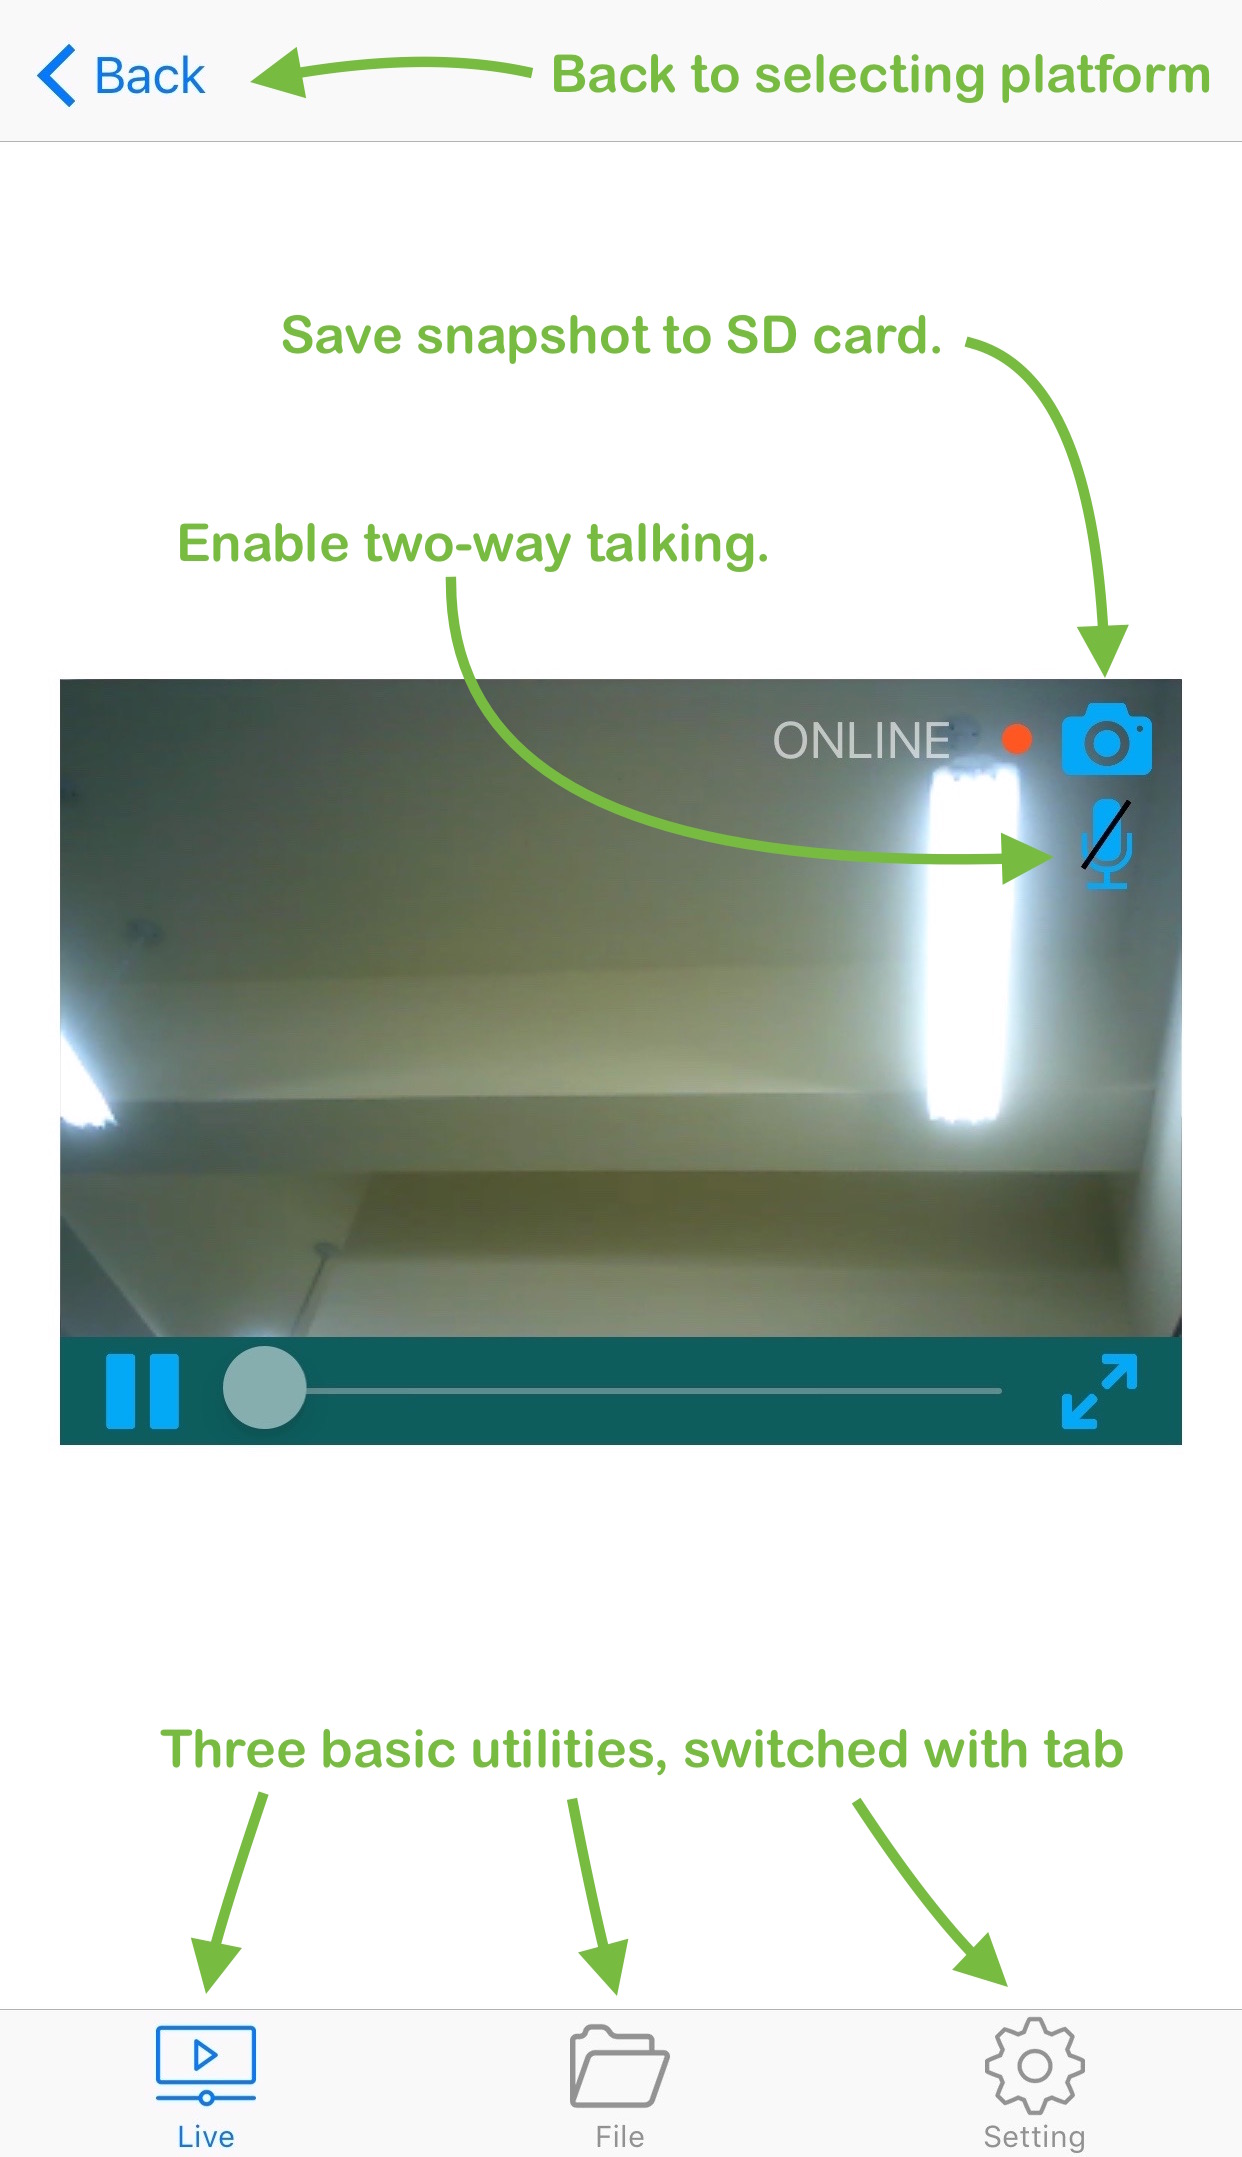 Back
Back to selecting platform
Save snapshot to SD card.
Enable two-way talking.
ONLINE
Three basic utilities, switched with tab
Live
File
Setting